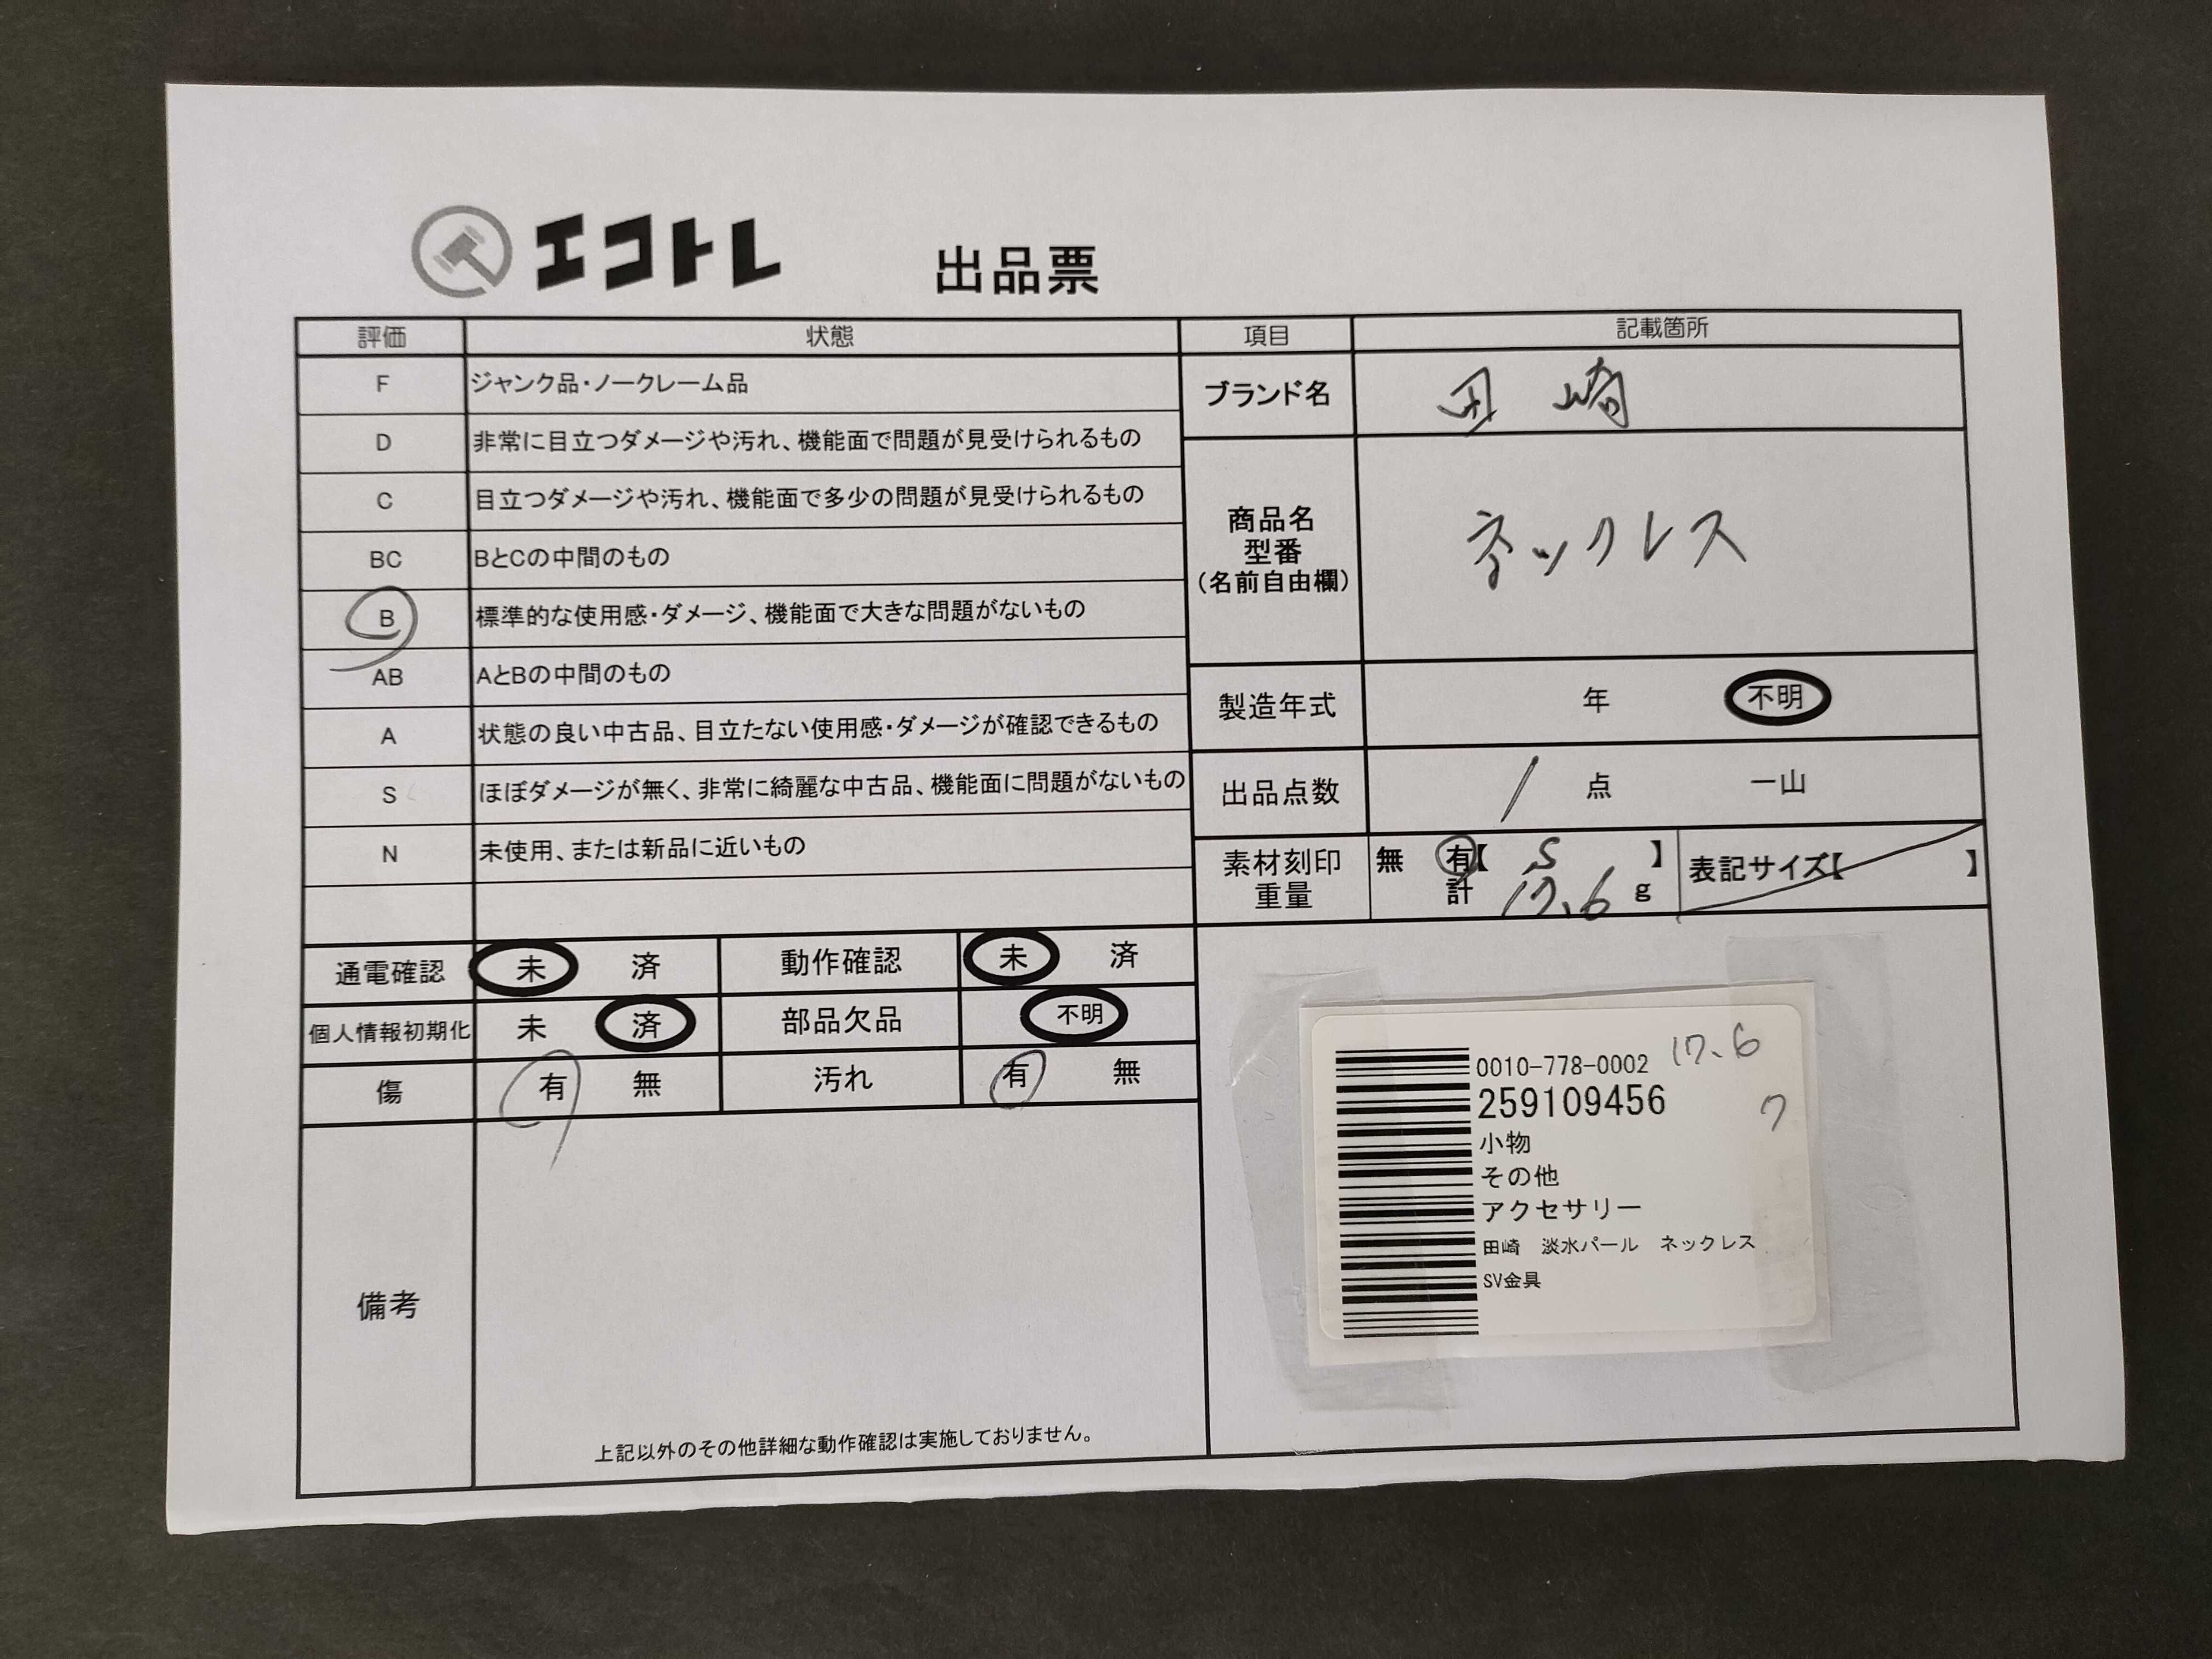 エコトレ 出品票
評価 状態
F ジャンク品・ノークレーム品
D 非常に目立つダメージや汚れ、機能面で問題が見受けられるもの
C 目立つダメージや汚れ、機能面で多少の問題が見受けられるもの
BC BとCの中間のもの
B 標準的な使用感・ダメージ、機能面で大きな問題がないもの
AB AとBの中間のもの
A 状態の良い中古品、目立たない使用感・ダメージが確認できるもの
S ほぼダメージが無く、非常に綺麗な中古品、機能面に問題がないもの
N 未使用、または新品に近いもの
通電確認 未 済 動作確認 未 済
個人情報初期化 未 済 部品欠品 不明
傷 有 無 汚れ 有 無
備考
上記以外のその他詳細な動作確認は実施しておりません。
項目 記載箇所
ブランド名 田崎
商品名
型番
(名前自由欄)
ネックレス
製造年式 年 不明
出品点数 1 点 一山
素材刻印 無 有【 S 】 表記サイズ【 】
重量 計 17.6 g
0010-778-0002 17.6
259109456 ク
小物
その他
アクセサリー
田崎 淡水パール ネックレス
SV金具